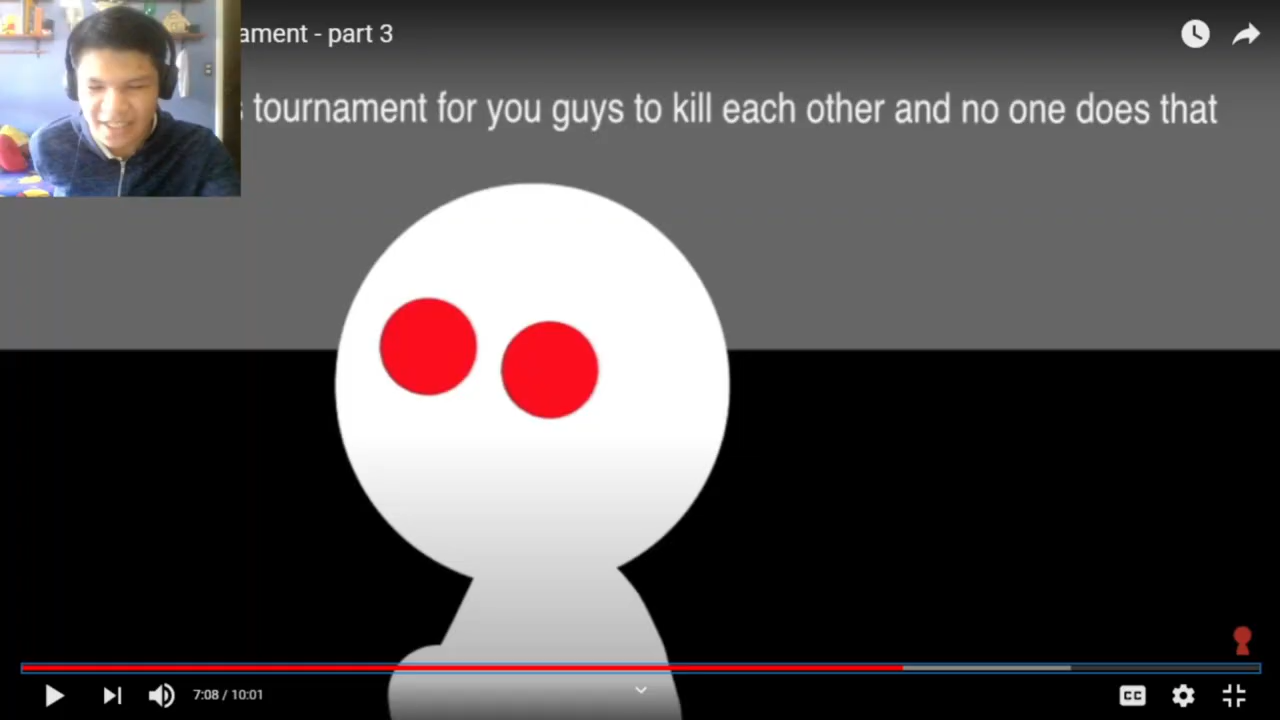 ament - part 3
tournament for you guys to kill each other and no one does that
7:08 / 10:01
CC